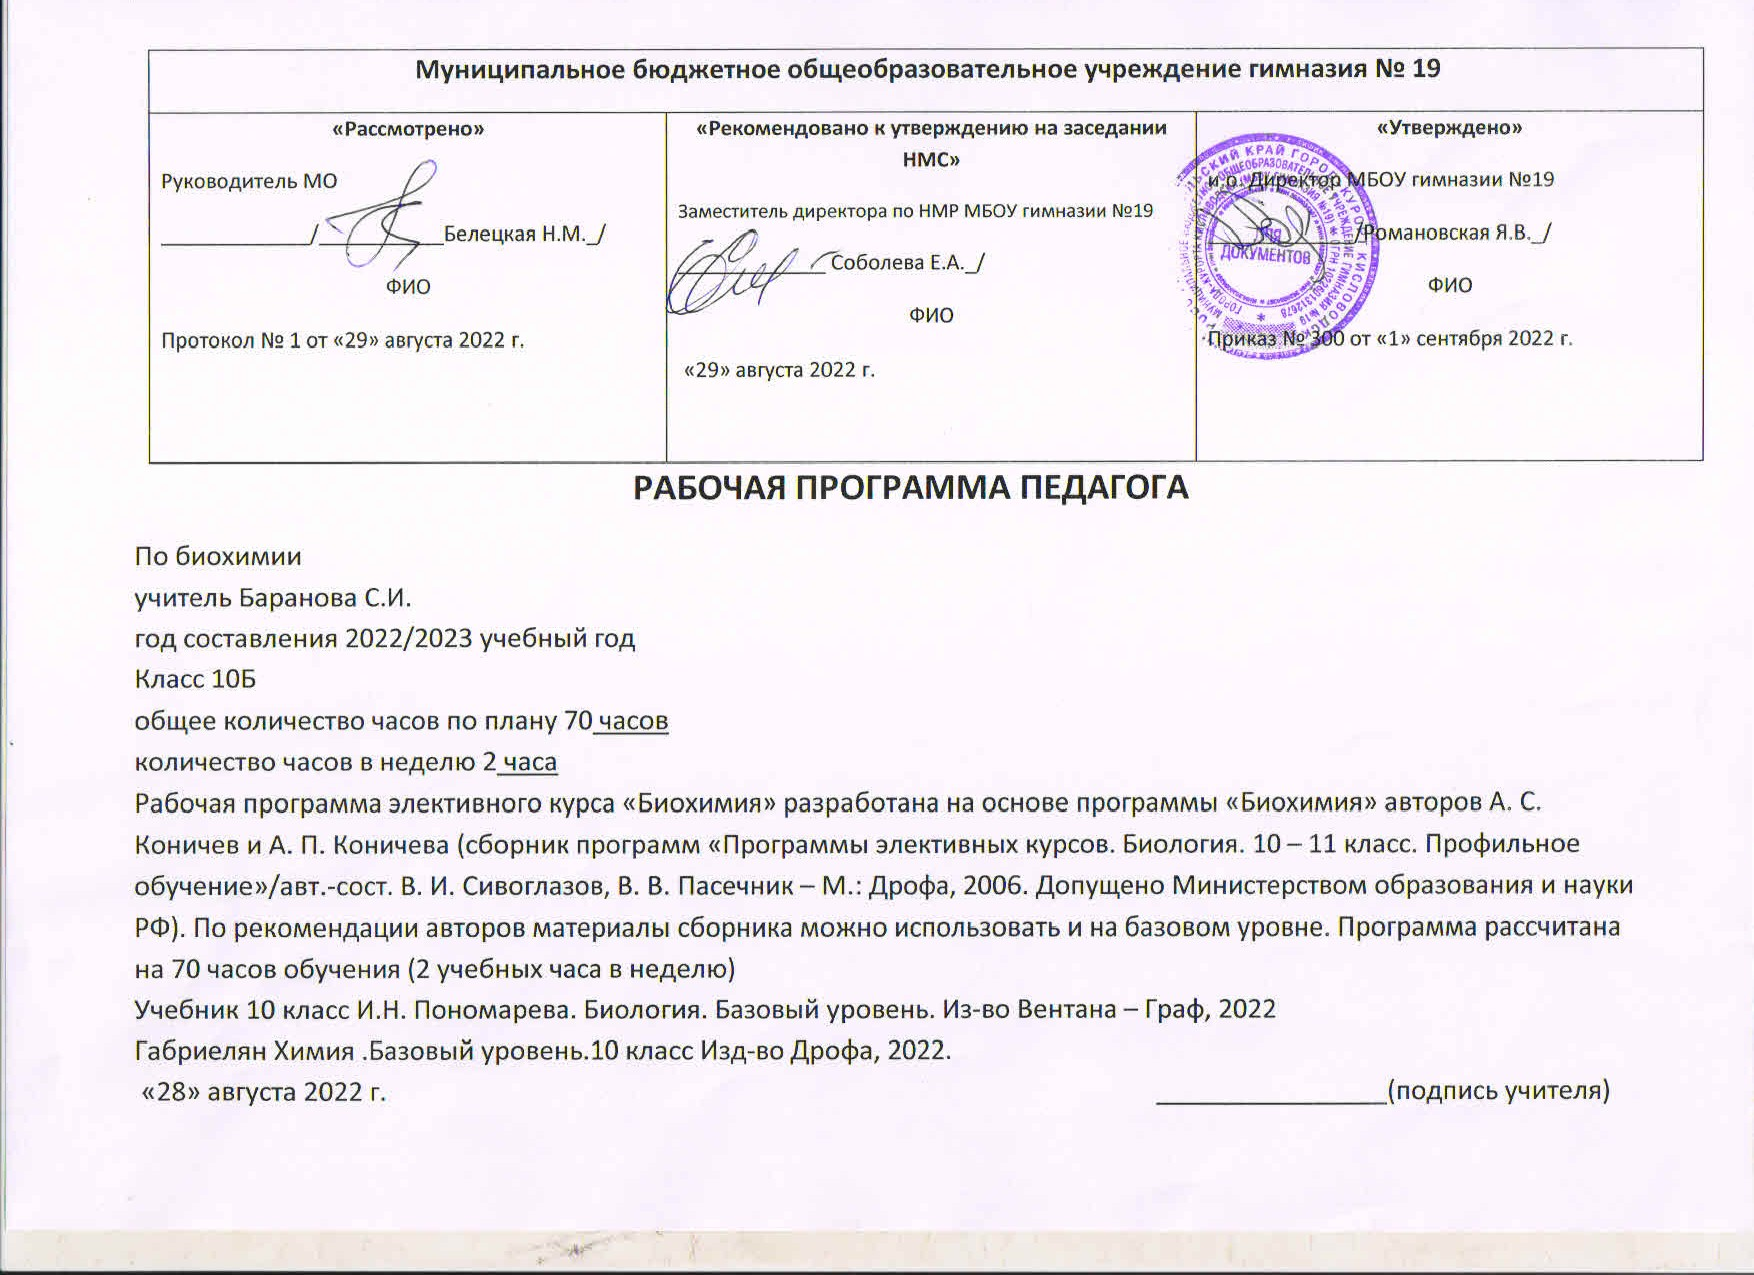 Муниципальное бюджетное общеобразовательное учреждение гимназия № 19
«Рассмотрено»
Руководитель МО
____________/__________Белецкая Н.М._/
ФИО
Протокол № 1 от «29» августа 2022 г.
«Рекомендовано к утверждению на заседании
НМС»
Заместитель директора по НМР МБОУ гимназии №19
____________Соболева Е.А._/
ФИО
«29» августа 2022 г.
«Утверждено»
и.о. Директор МБОУ гимназии №19
____________/Романовская Я.В._/
ФИО
Приказ № 300 от «1» сентября 2022 г.
ДЛЯ
ДОКУМЕНТОВ
РАБОЧАЯ ПРОГРАММА ПЕДАГОГА
По биохимии
учитель Баранова С.И.
год составления 2022/2023 учебный год
Класс 10Б
общее количество часов по плану 70 часов
количество часов в неделю 2 часа
Рабочая программа элективного курса «Биохимия» разработана на основе программы «Биохимия» авторов А. С.
Коничев и А. П. Коничева (сборник программ «Программы элективных курсов. Биология. 10 – 11 класс. Профильное
обучение»/авт.-сост. В. И. Сивоглазов, В. В. Пасечник – М.: Дрофа, 2006. Допущено Министерством образования и науки
РФ). По рекомендации авторов материалы сборника можно использовать и на базовом уровне. Программа рассчитана
на 70 часов обучения (2 учебных часа в неделю)
Учебник 10 класс И.Н. Пономарева. Биология. Базовый уровень. Из-во Вентана – Граф, 2022
Габриелян Химия .Базовый уровень.10 класс Изд-во Дрофа, 2022.
«28» августа 2022 г. ________________(подпись учителя)